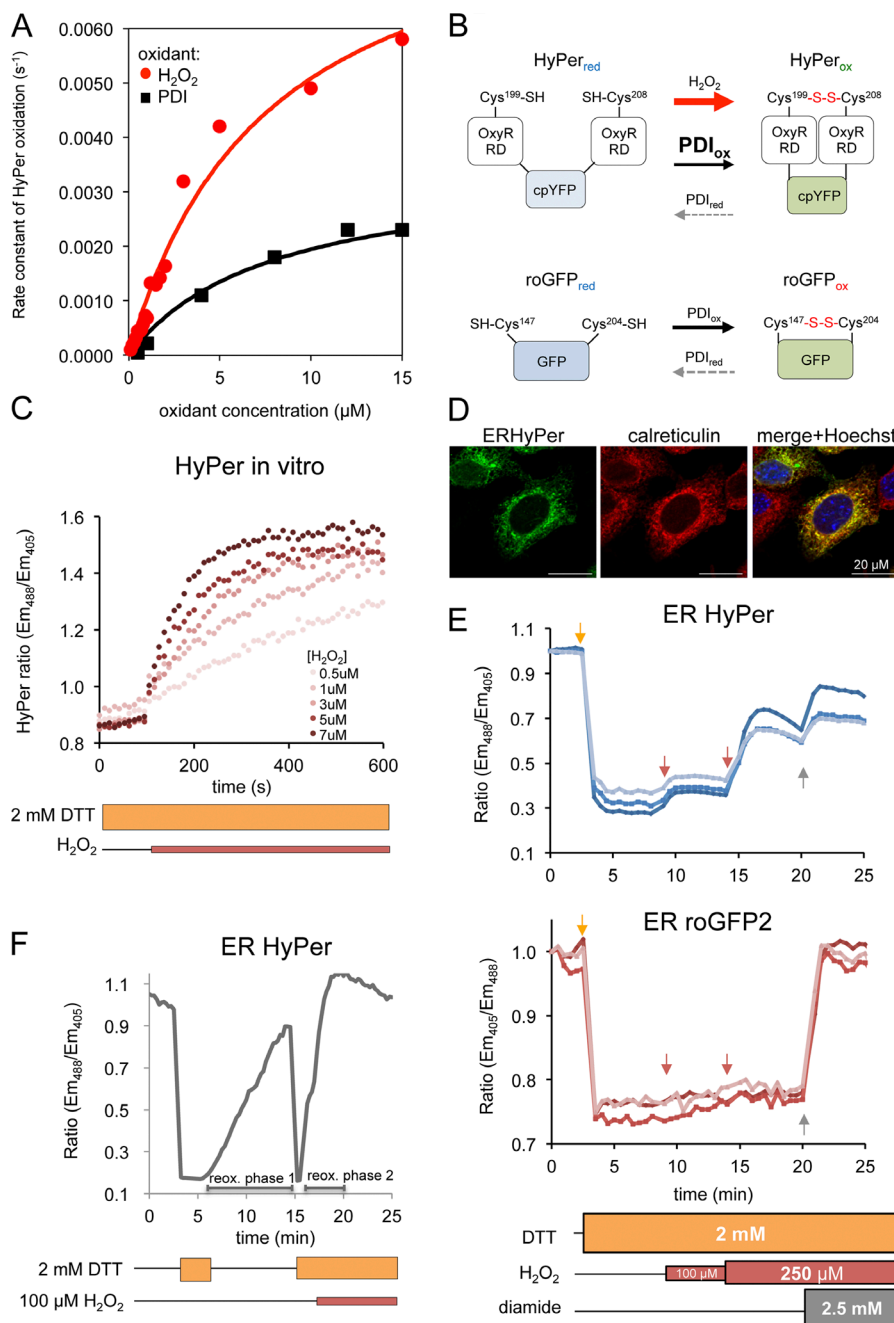 A
Rate constant of HyPer oxidation (s⁻¹)
0.0060
0.0050
0.0040
0.0030
0.0020
0.0010
0.0000
oxidant:
H₂O₂
PDI
0
5
10
15
oxidant concentration (µM)
B
HyPerred
HyPerox
Cys¹⁹⁹-SH
SH-Cys²⁰⁸
H₂O₂
Cys¹⁹⁹-S-S-Cys²⁰⁸
OxyR RD
OxyR RD
cpYFP
PDIox
PDIred
OxyR RD
OxyR RD
cpYFP
roGFPred
roGFPox
SH-Cys¹⁴⁷
Cys²⁰⁴-SH
GFP
PDIox
PDIred
Cys¹⁴⁷-S-S-Cys²⁰⁴
GFP
C
HyPer in vitro
HyPer ratio (Em₄₈₈/Em₄₀₅)
1.6
1.4
1.2
1.0
0.8
[H₂O₂]
0.5uM
1uM
3uM
5uM
7uM
0
200
400
600
time (s)
2 mM DTT
H₂O₂
D
ERHyPer
calreticulin
merge+Hoechst
20 µM
E
ER HyPer
Ratio (Em₄₈₈/Em₄₀₅)
1.1
0.9
0.7
0.5
0.3
0.1
0
5
10
15
20
25
ER roGFP2
Ratio (Em₄₀₅/Em₄₈₈)
1.0
0.9
0.8
0.7
0
5
10
15
20
25
time (min)
DTT
2 mM
H₂O₂
100 µM
250 µM
diamide
2.5 mM
F
ER HyPer
Ratio (Em₄₈₈/Em₄₀₅)
1.1
0.9
0.7
0.5
0.3
0.1
reox. phase 1
reox. phase 2
0
5
10
15
20
25
time (min)
2 mM DTT
100 µM H₂O₂